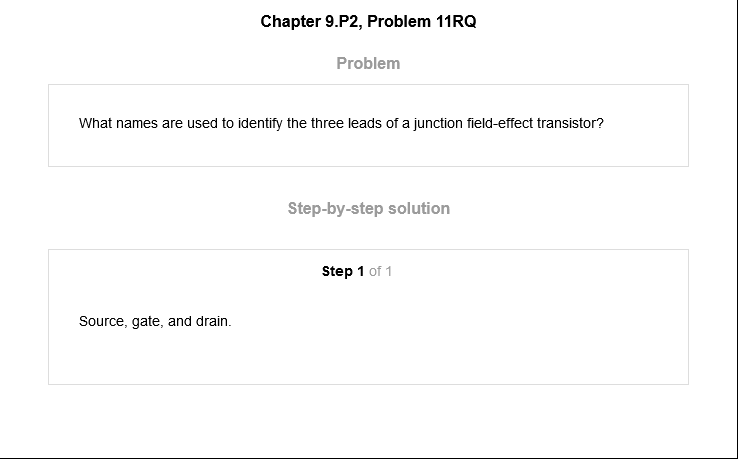 Chapter 9.P2, Problem 11RQ
Problem
What names are used to identify the three leads of a junction field-effect transistor?
Step-by-step solution
Step 1 of 1
Source, gate, and drain.